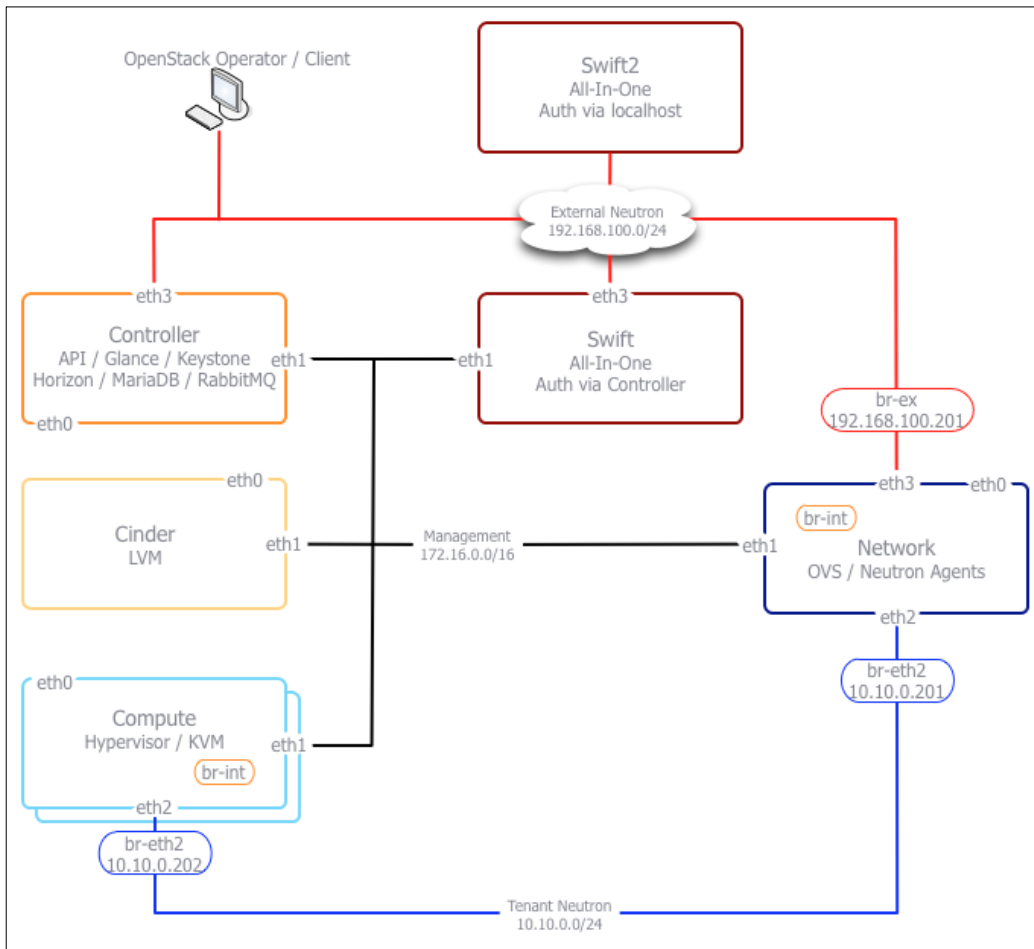 OpenStack Operator / Client
Swift2
All-In-One
Auth via localhost
External Neutron
192.168.100.0/24
eth3
Controller
API / Glance / Keystone
Horizon / MariaDB / RabbitMQ
eth1
eth0
eth3
eth1
Swift
All-In-One
Auth via Controller
br-ex
192.168.100.201
eth0
Cinder
LVM
eth1
Management
172.16.0.0/16
eth3
eth0
br-int
eth1
Network
OVS / Neutron Agents
eth2
br-eth2
10.10.0.201
eth0
Compute
Hypervisor / KVM
eth1
br-int
eth2
br-eth2
10.10.0.202
Tenant Neutron
10.10.0.0/24